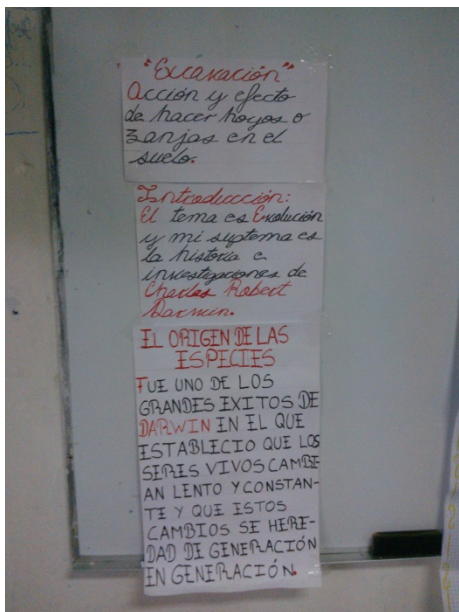 "Excavación"
Acción y efecto
de hacer hoyos o
zanjas en el
suelo.
Introducción:
El tema es Evolución
y mi suptema es
la historia e
investigaciones de
Charles Robert
Darwin.
EL ORIGEN DE LAS
ESPECIES
FUE UNO DE LOS
GRANDES EXITOS DE
DARWIN EN EL QUE
ESTABLECIO QUE LOS
SERES VIVOS CAMBI
AN LENTO Y CONSTAN-
TE Y QUE ESTOS
CAMBIOS SE HERE-
DAD DE GENERACIÓN
EN GENERACIÓN.